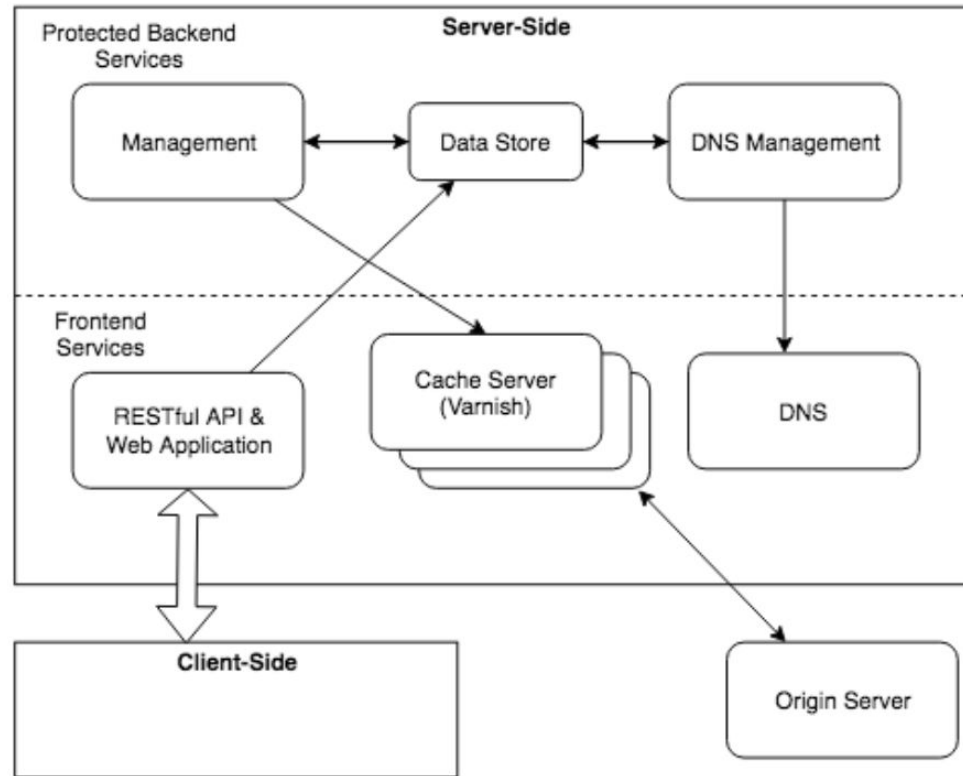 Server-Side
Protected Backend
Services
Management
Data Store
DNS Management
Frontend
Services
Cache Server
(Varnish)
DNS
RESTful API &
Web Application
Client-Side
Origin Server